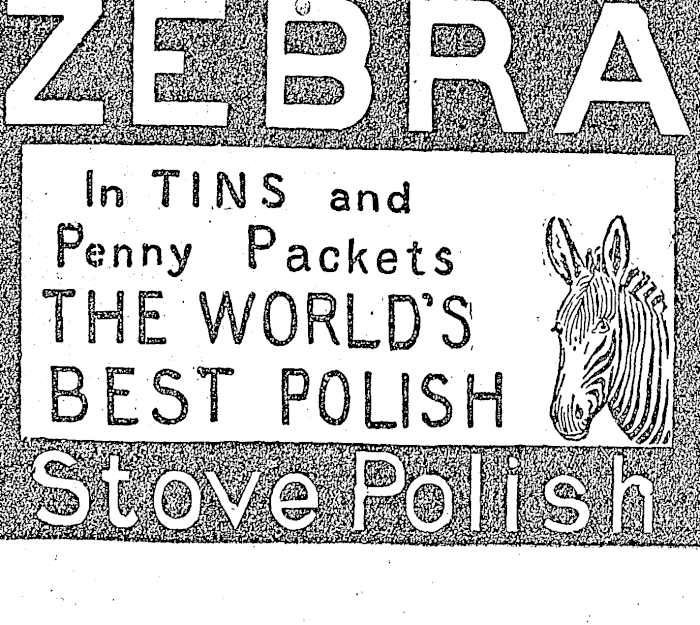 ZEBRA
In TINS and
Penny Packets
THE WORLD'S
BEST POLISH
Stove Polish